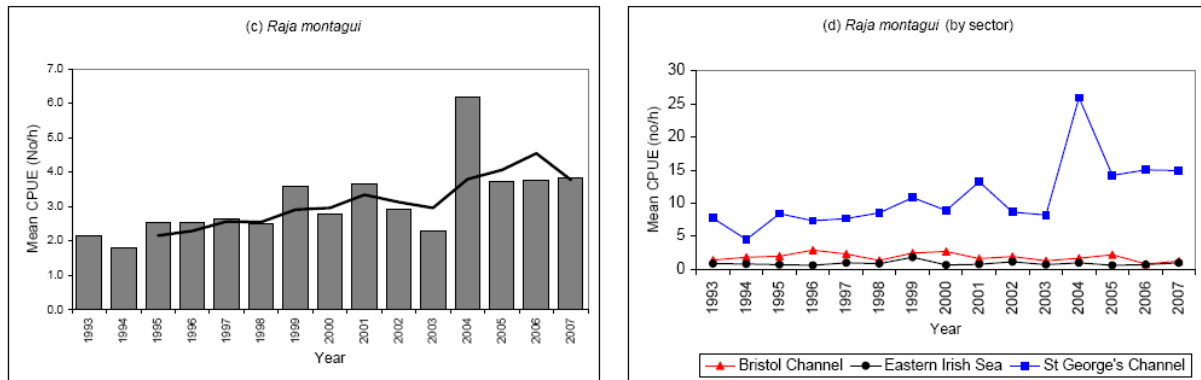 (c) Raja montagui
7.0
6.0
5.0
4.0
3.0
2.0
1.0
0.0
Mean CPUE (No/h)
1993 1994 1995 1996 1997 1998 1999 2000 2001 2002 2003 2004 2005 2006 2007
Year
(d) Raja montagui (by sector)
30
25
20
15
10
5
0
Mean CPUE (no/h)
1993 1994 1995 1996 1997 1998 1999 2000 2001 2002 2003 2004 2005 2006 2007
Year
Bristol Channel Eastern Irish Sea St George's Channel